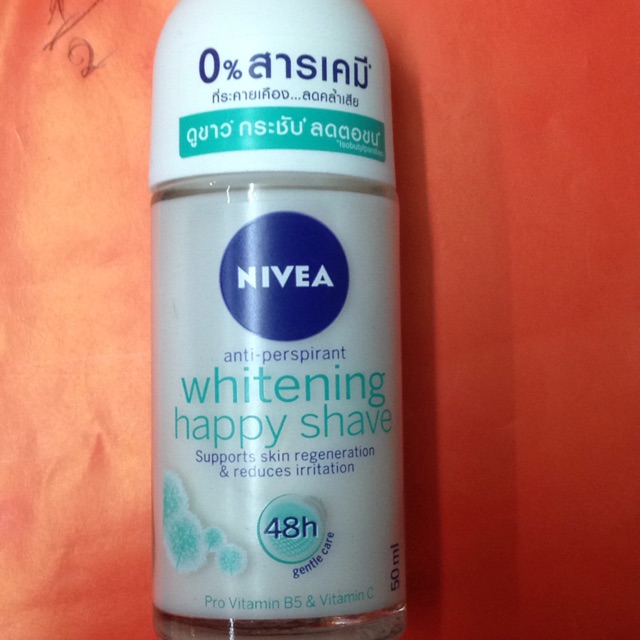 1/2
0% สารเคมี*
ที่ระคายเคือง...ลดคล้ำเสีย
ดูขาว* กระชับ* ลดตอขน*
NIVEA
anti-perspirant
whitening
happy shave
Supports skin regeneration
& reduces irritation
48h
gentle care
Pro Vitamin B5 & Vitamin C
50 ml